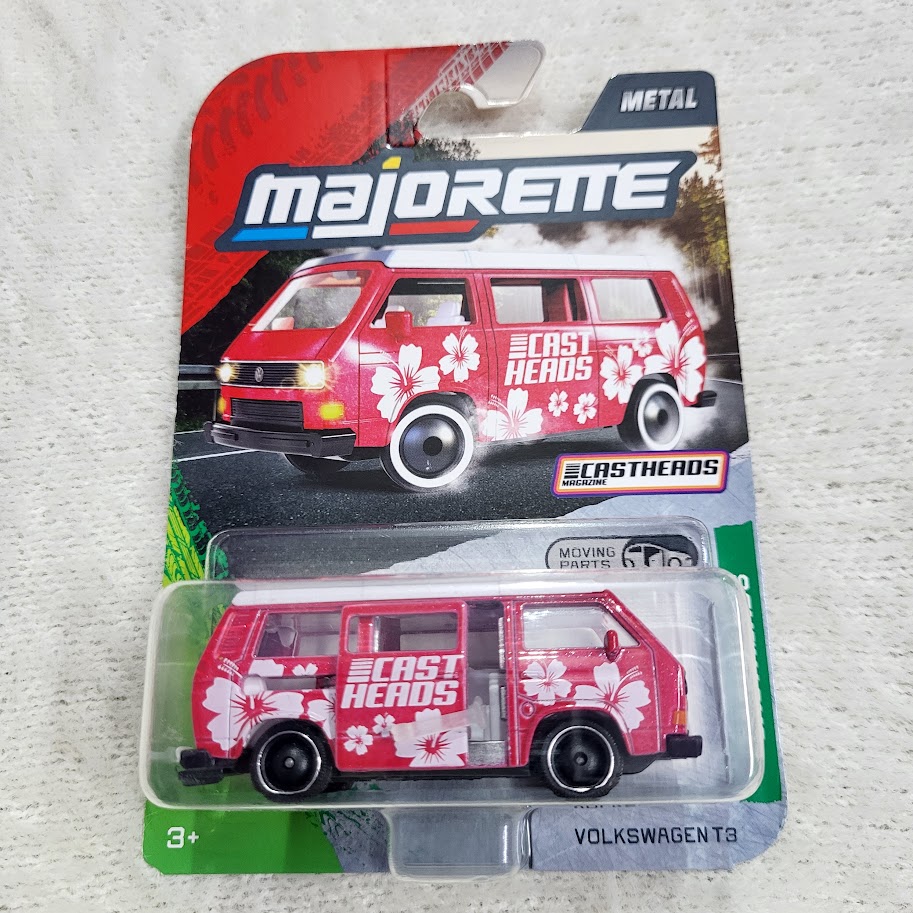 METAL
majORETTE
CAST
HEADS
CASTHEADS
MAGAZINE
MOVING
PARTS
CAST
HEADS
3+
VOLKSWAGEN T3